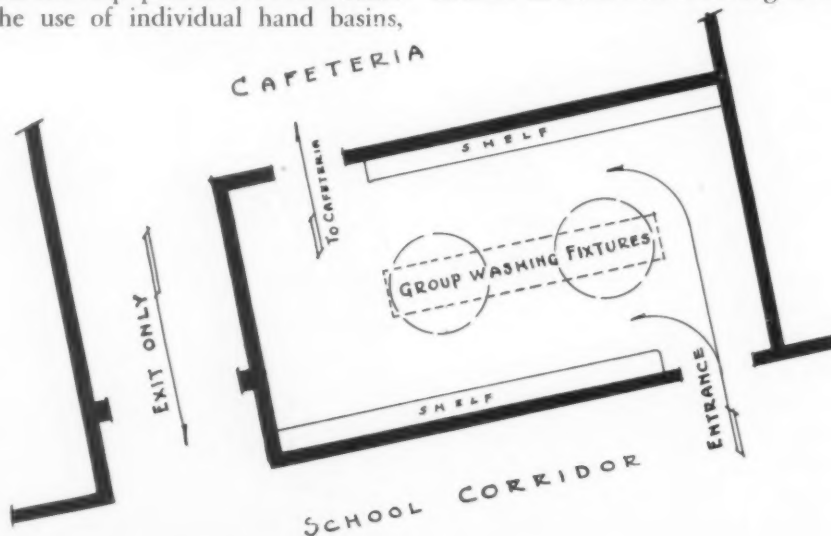 the use of individual hand basins,
CAFETERIA
SHELF
TO CAFETERIA
GROUP WASHING FIXTURES
EXIT ONLY
SHELF
ENTRANCE
SCHOOL CORRIDOR